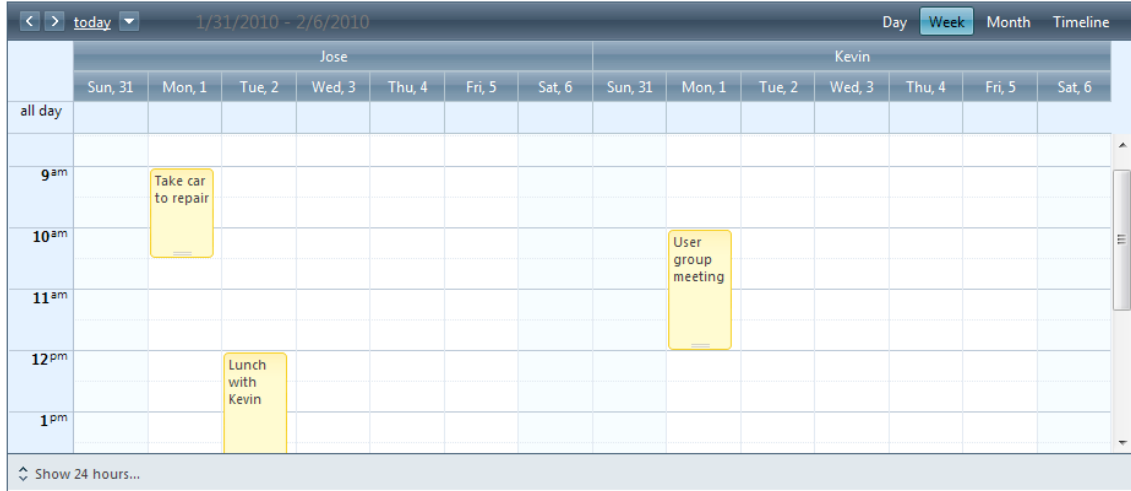 today 1/31/2010 - 2/6/2010 Day Week Month Timeline
Jose Kevin
Sun, 31 Mon, 1 Tue, 2 Wed, 3 Thu, 4 Fri, 5 Sat, 6 Sun, 31 Mon, 1 Tue, 2 Wed, 3 Thu, 4 Fri, 5 Sat, 6
all day
9am
Take car
to repair
10am
User
group
meeting
11am
12pm
Lunch
with
Kevin
1pm
Show 24 hours...